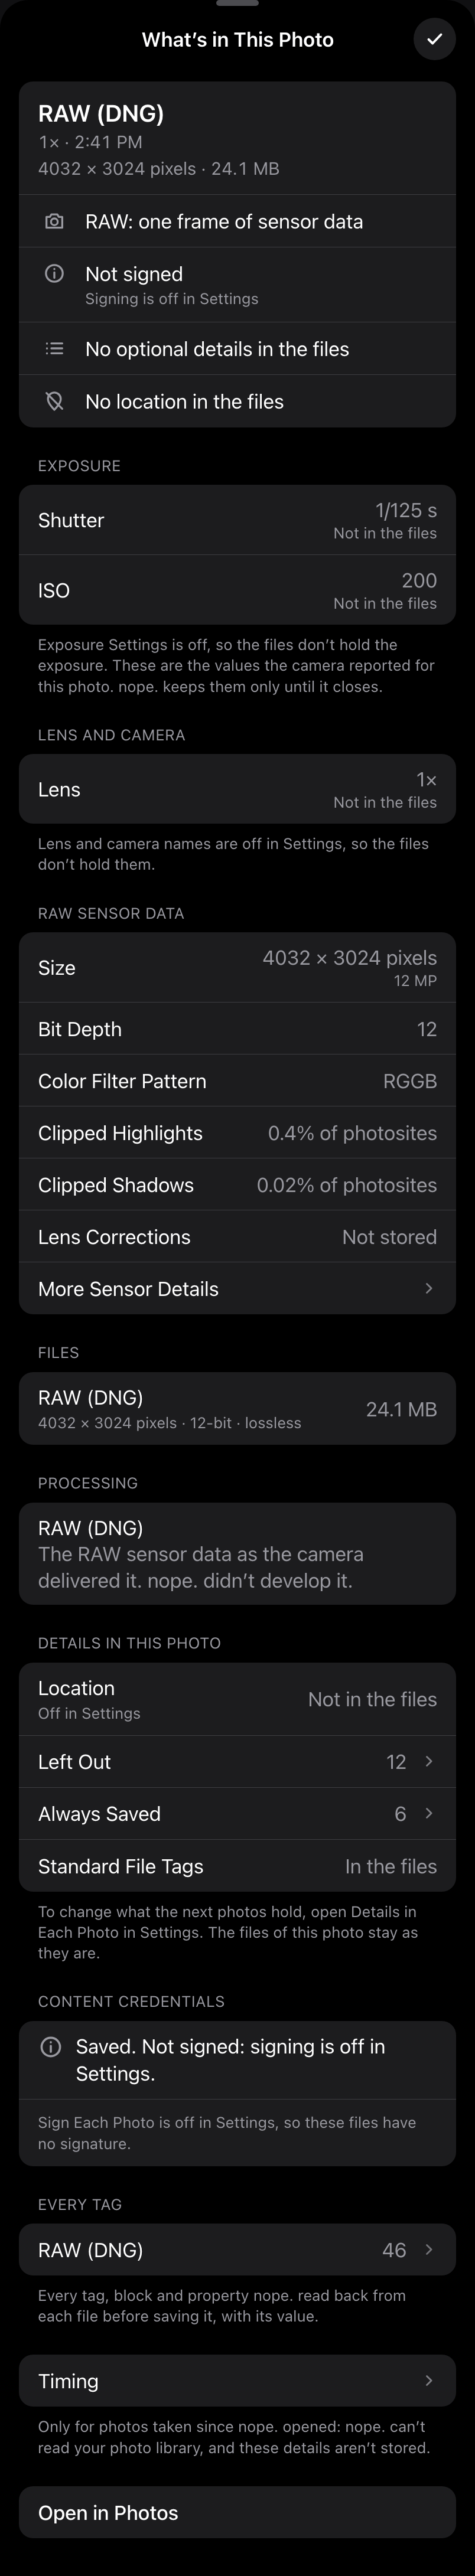 What's in This Photo
RAW (DNG)
1× · 2:41 PM
4032 × 3024 pixels · 24.1 MB
RAW: one frame of sensor data
Not signed
Signing is off in Settings
No optional details in the files
No location in the files
EXPOSURE
Shutter
1/125 s
Not in the files
ISO
200
Not in the files
Exposure Settings is off, so the files don't hold the
exposure. These are the values the camera reported for
this photo. nope. keeps them only until it closes.
LENS AND CAMERA
Lens
1×
Not in the files
Lens and camera names are off in Settings, so the files
don't hold them.
RAW SENSOR DATA
Size
4032 × 3024 pixels
12 MP
Bit Depth
12
Color Filter Pattern
RGGB
Clipped Highlights
0.4% of photosites
Clipped Shadows
0.02% of photosites
Lens Corrections
Not stored
More Sensor Details
FILES
RAW (DNG)
4032 × 3024 pixels · 12-bit · lossless
24.1 MB
PROCESSING
RAW (DNG)
The RAW sensor data as the camera
delivered it. nope. didn't develop it.
DETAILS IN THIS PHOTO
Location
Off in Settings
Not in the files
Left Out
12
Always Saved
6
Standard File Tags
In the files
To change what the next photos hold, open Details in
Each Photo in Settings. The files of this photo stay as
they are.
CONTENT CREDENTIALS
Saved. Not signed: signing is off in
Settings.
Sign Each Photo is off in Settings, so these files have
no signature.
EVERY TAG
RAW (DNG)
46
Every tag, block and property nope. read back from
each file before saving it, with its value.
Timing
Only for photos taken since nope. opened: nope. can't
read your photo library, and these details aren't stored.
Open in Photos